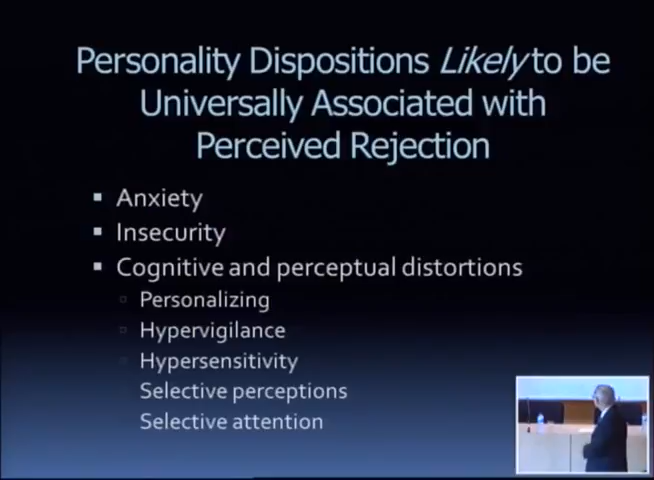 Personality Dispositions Likely to be
Universally Associated with
Perceived Rejection
Anxiety
Insecurity
Cognitive and perceptual distortions
Personalizing
Hypervigilance
Hypersensitivity
Selective perceptions
Selective attention